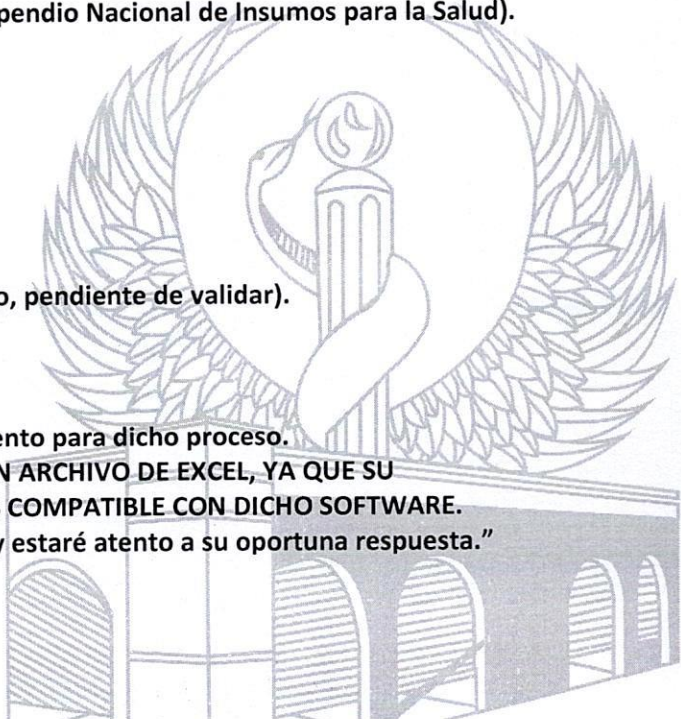 pendio Nacional de Insumos para la Salud).
o, pendiente de validar).
ento para dicho proceso.
N ARCHIVO DE EXCEL, YA QUE SU
COMPATIBLE CON DICHO SOFTWARE.
y estaré atento a su oportuna respuesta.”